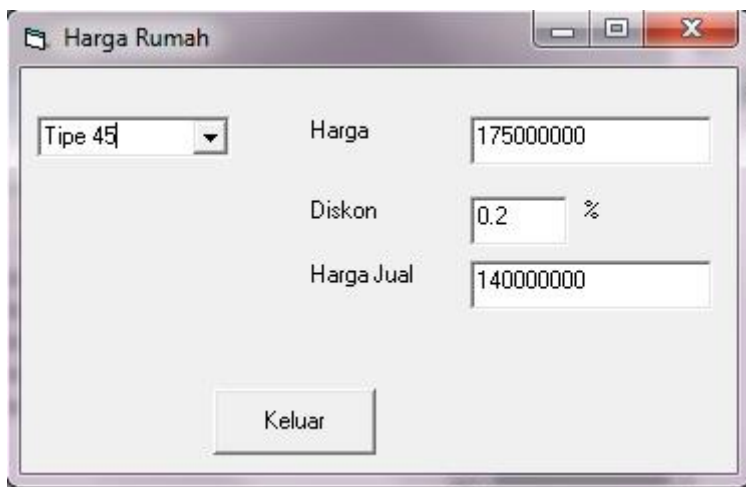 Harga Rumah
Tipe 45
Harga
175000000
Diskon
0.2
%
Harga Jual
140000000
Keluar